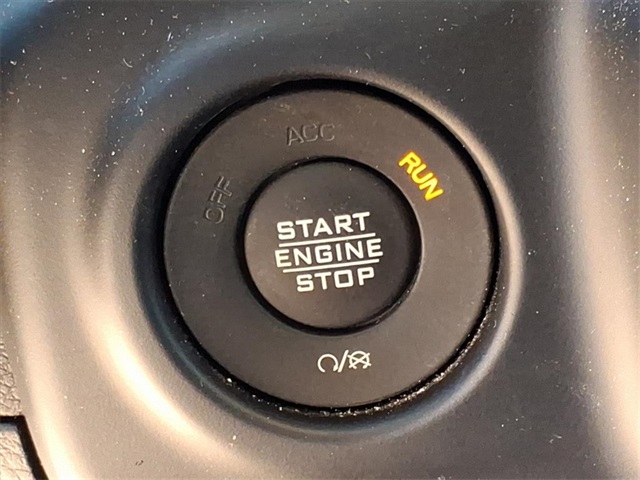 ACC
RUN
OFF
START
ENGINE
STOP